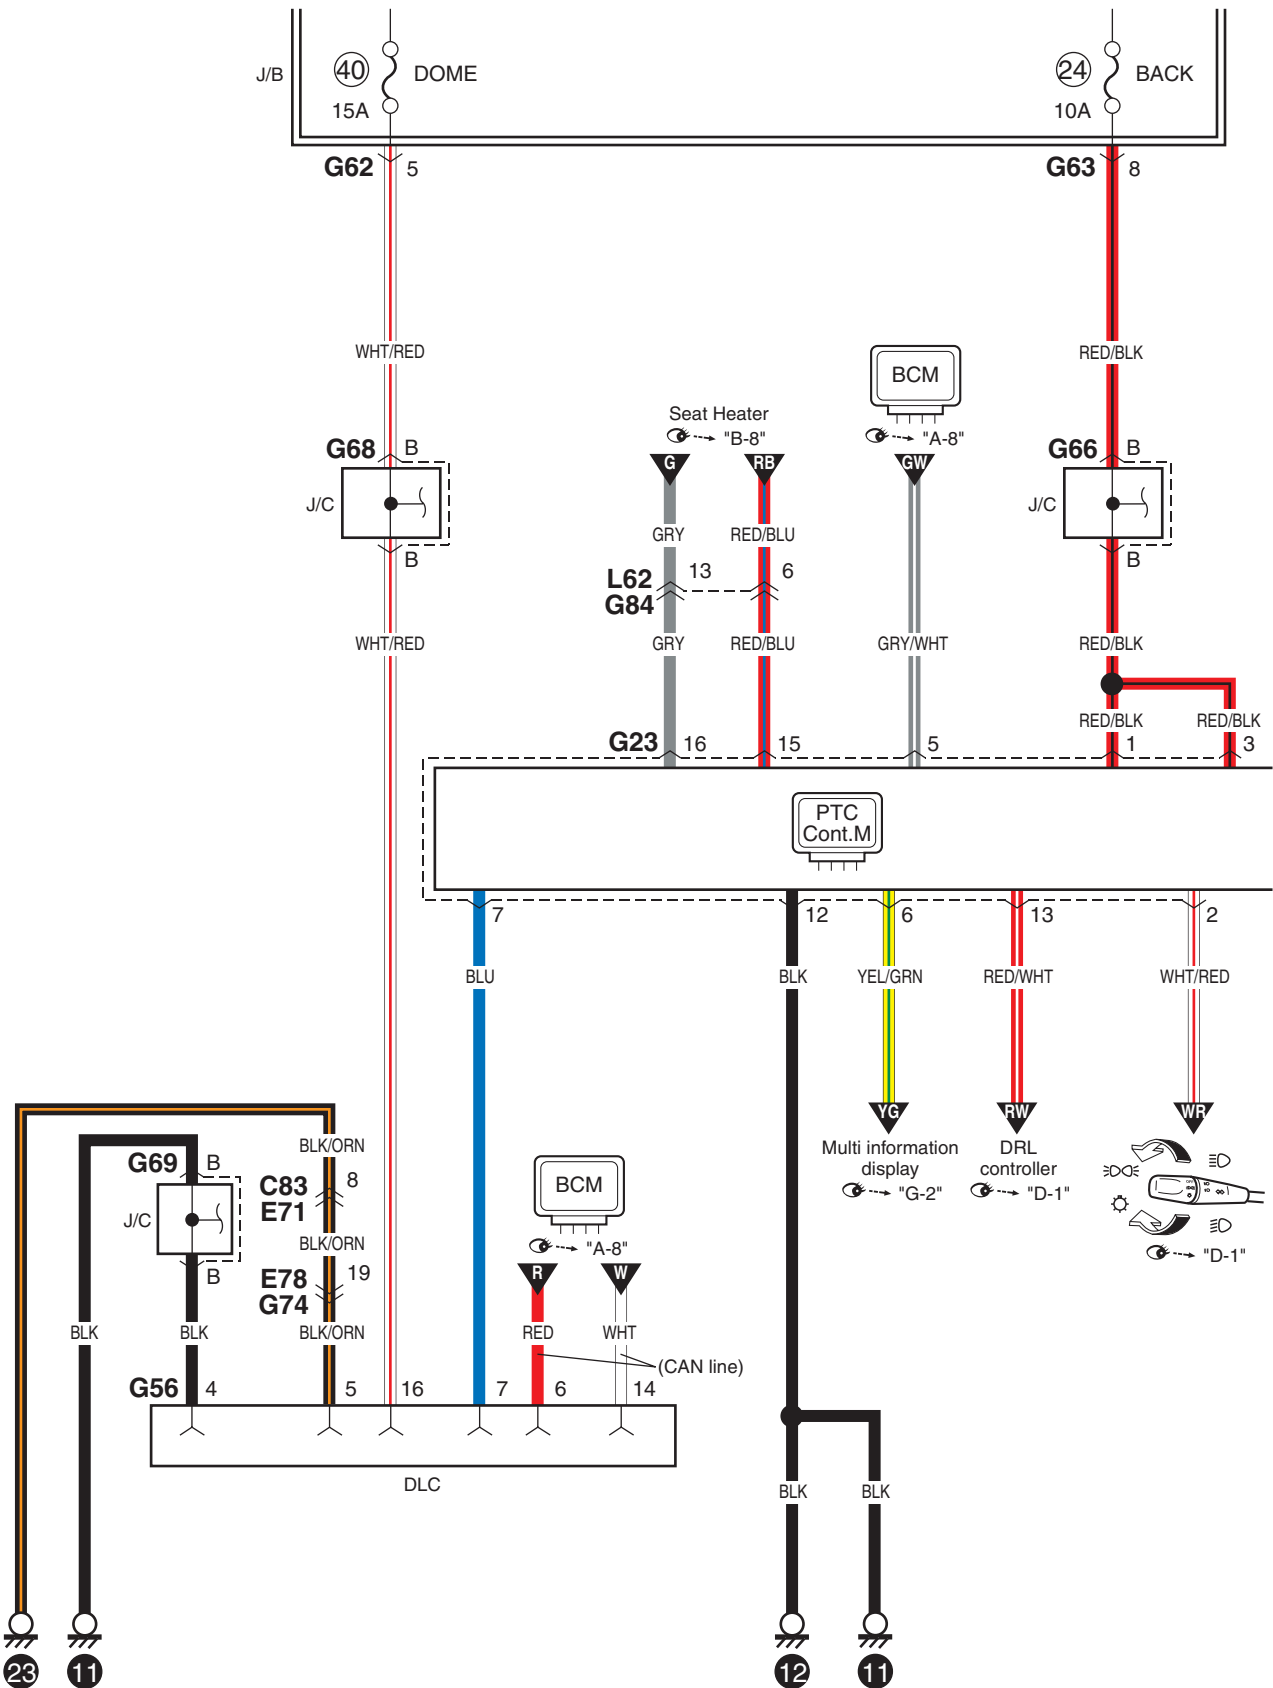 J/B
40
DOME
15A
24
BACK
10A
G62
5
G63
8
WHT/RED
RED/BLK
BCM
"A-8"
Seat Heater
"B-8"
G
RB
GW
G68
B
J/C
B
G66
B
J/C
B
GRY
RED/BLU
L62
G84
13
6
WHT/RED
GRY
RED/BLU
GRY/WHT
RED/BLK
RED/BLK
RED/BLK
G23
16
15
5
1
3
PTC
Cont.M
7
12
6
13
2
BLU
BLK
YEL/GRN
RED/WHT
WHT/RED
YG
RW
WR
Multi information
display
"G-2"
DRL
controller
"D-1"
"D-1"
BLK/ORN
G69
B
J/C
B
C83
E71
8
BLK/ORN
E78
G74
19
BCM
"A-8"
R
W
BLK
BLK
BLK/ORN
RED
WHT
(CAN line)
G56
4
5
16
7
6
14
DLC
BLK
BLK
23
11
12
11